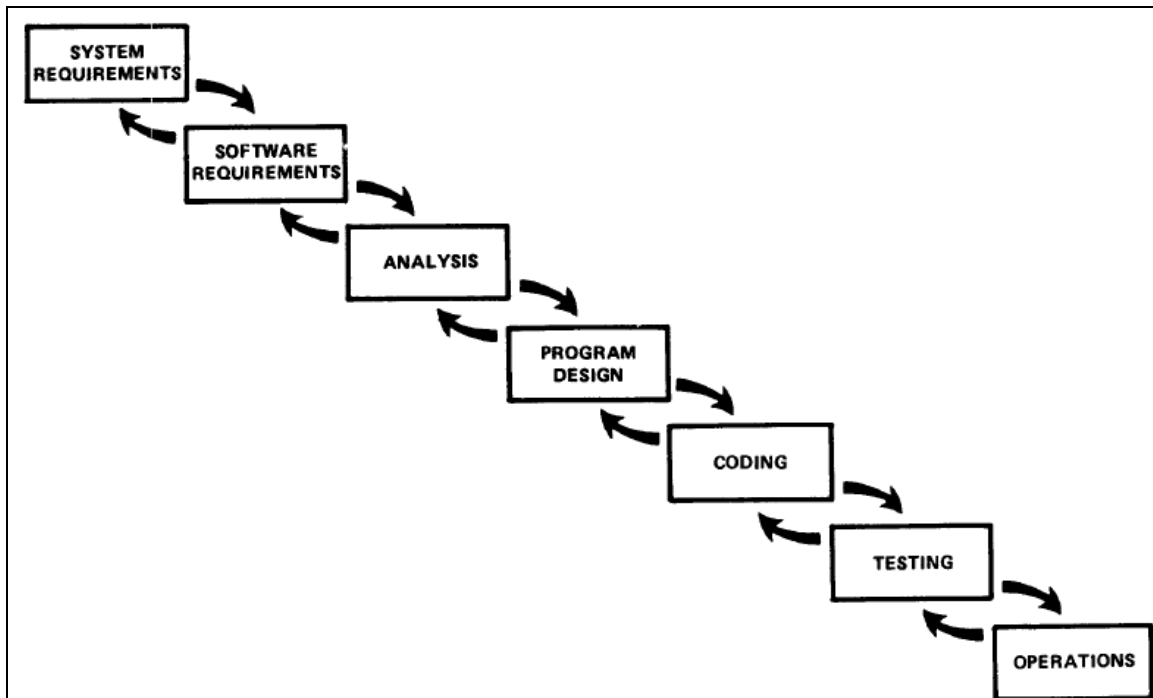 SYSTEM
REQUIREMENTS
SOFTWARE
REQUIREMENTS
ANALYSIS
PROGRAM
DESIGN
CODING
TESTING
OPERATIONS